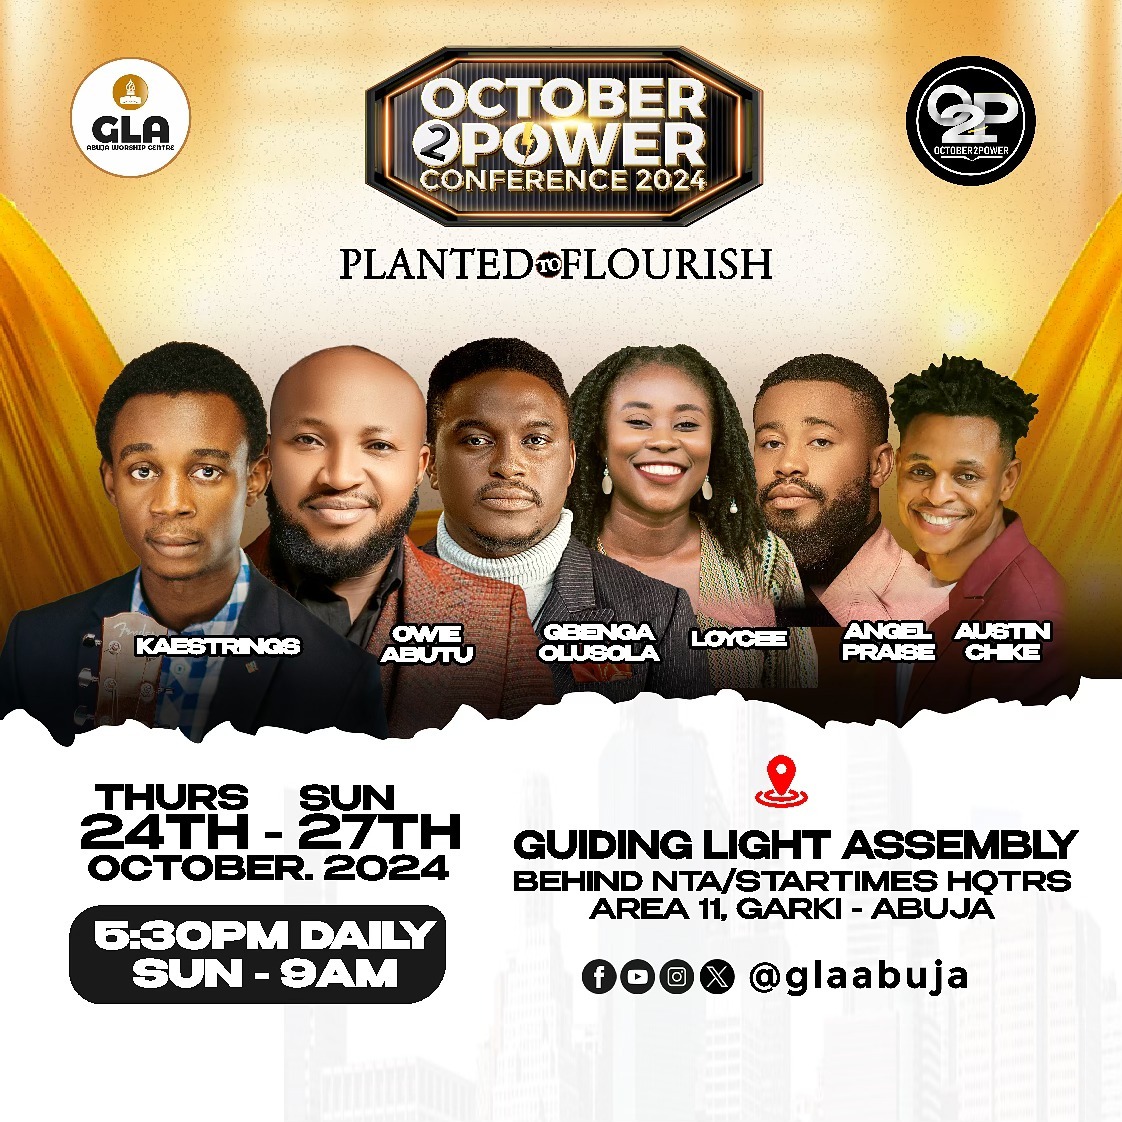 GLA
ABUJA WORSHIP CENTRE
OCTOBER
2POWER
CONFERENCE 2024
O2P
OCTOBER2POWER
PLANTED TO FLOURISH
Fender
KAESTRINGS
OWIE
ABUTU
GBENGA
OLUSOLA
LOYCEE
ANGEL
PRAISE
AUSTIN
CHIKE
THURS SUN
24TH - 27TH
OCTOBER. 2024
5:30PM DAILY
SUN - 9AM
GUIDING LIGHT ASSEMBLY
BEHIND NTA/STARTIMES HQTRS
AREA 11, GARKI - ABUJA
@glaabuja